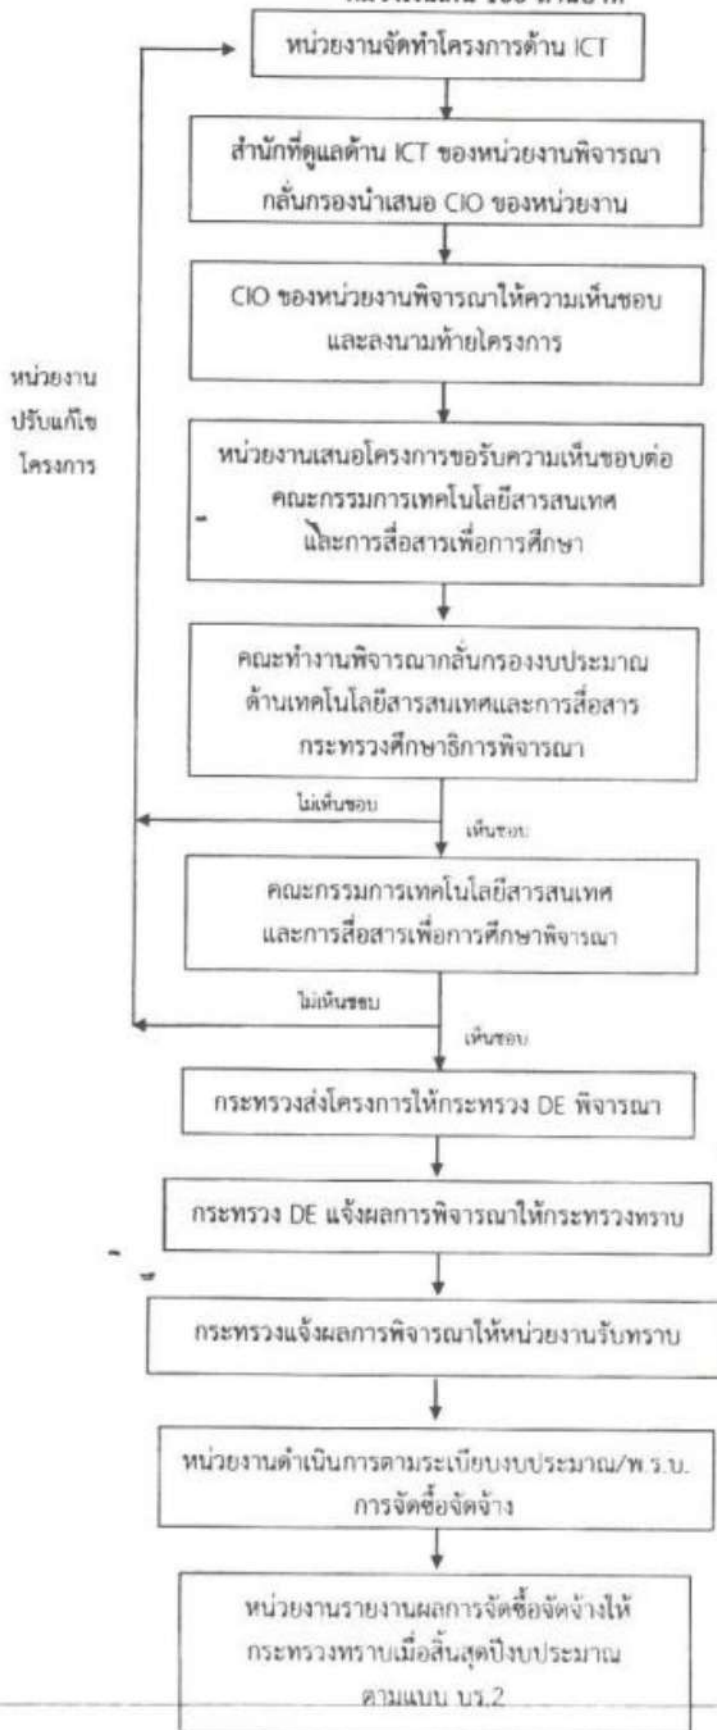 หน่วยงานจัดทำโครงการด้าน ICT
สำนักที่ดูแลด้าน ICT ของหน่วยงานพิจารณา
กลั่นกรองนำเสนอ CIO ของหน่วยงาน
CIO ของหน่วยงานพิจารณาให้ความเห็นชอบ
และลงนามท้ายโครงการ
หน่วยงาน
ปรับแก้ไข
โครงการ
หน่วยงานเสนอโครงการขอรับความเห็นชอบต่อ
คณะกรรมการเทคโนโลยีสารสนเทศ
และการสื่อสารเพื่อการศึกษา
คณะทำงานพิจารณากลั่นกรองงบประมาณ
ด้านเทคโนโลยีสารสนเทศและการสื่อสาร
กระทรวงศึกษาธิการพิจารณา
ไม่เห็นชอบ
เห็นชอบ
คณะกรรมการเทคโนโลยีสารสนเทศ
และการสื่อสารเพื่อการศึกษาพิจารณา
ไม่เห็นชอบ
เห็นชอบ
กระทรวงส่งโครงการให้กระทรวง DE พิจารณา
กระทรวง DE แจ้งผลการพิจารณาให้กระทรวงทราบ
กระทรวงแจ้งผลการพิจารณาให้หน่วยงานรับทราบ
หน่วยงานดำเนินการตามระเบียบงบประมาณ/พ.ร.บ.
การจัดซื้อจัดจ้าง
หน่วยงานรายงานผลการจัดซื้อจัดจ้างให้
กระทรวงทราบเมื่อสิ้นสุดปีงบประมาณ
ตามแบบ บร.2